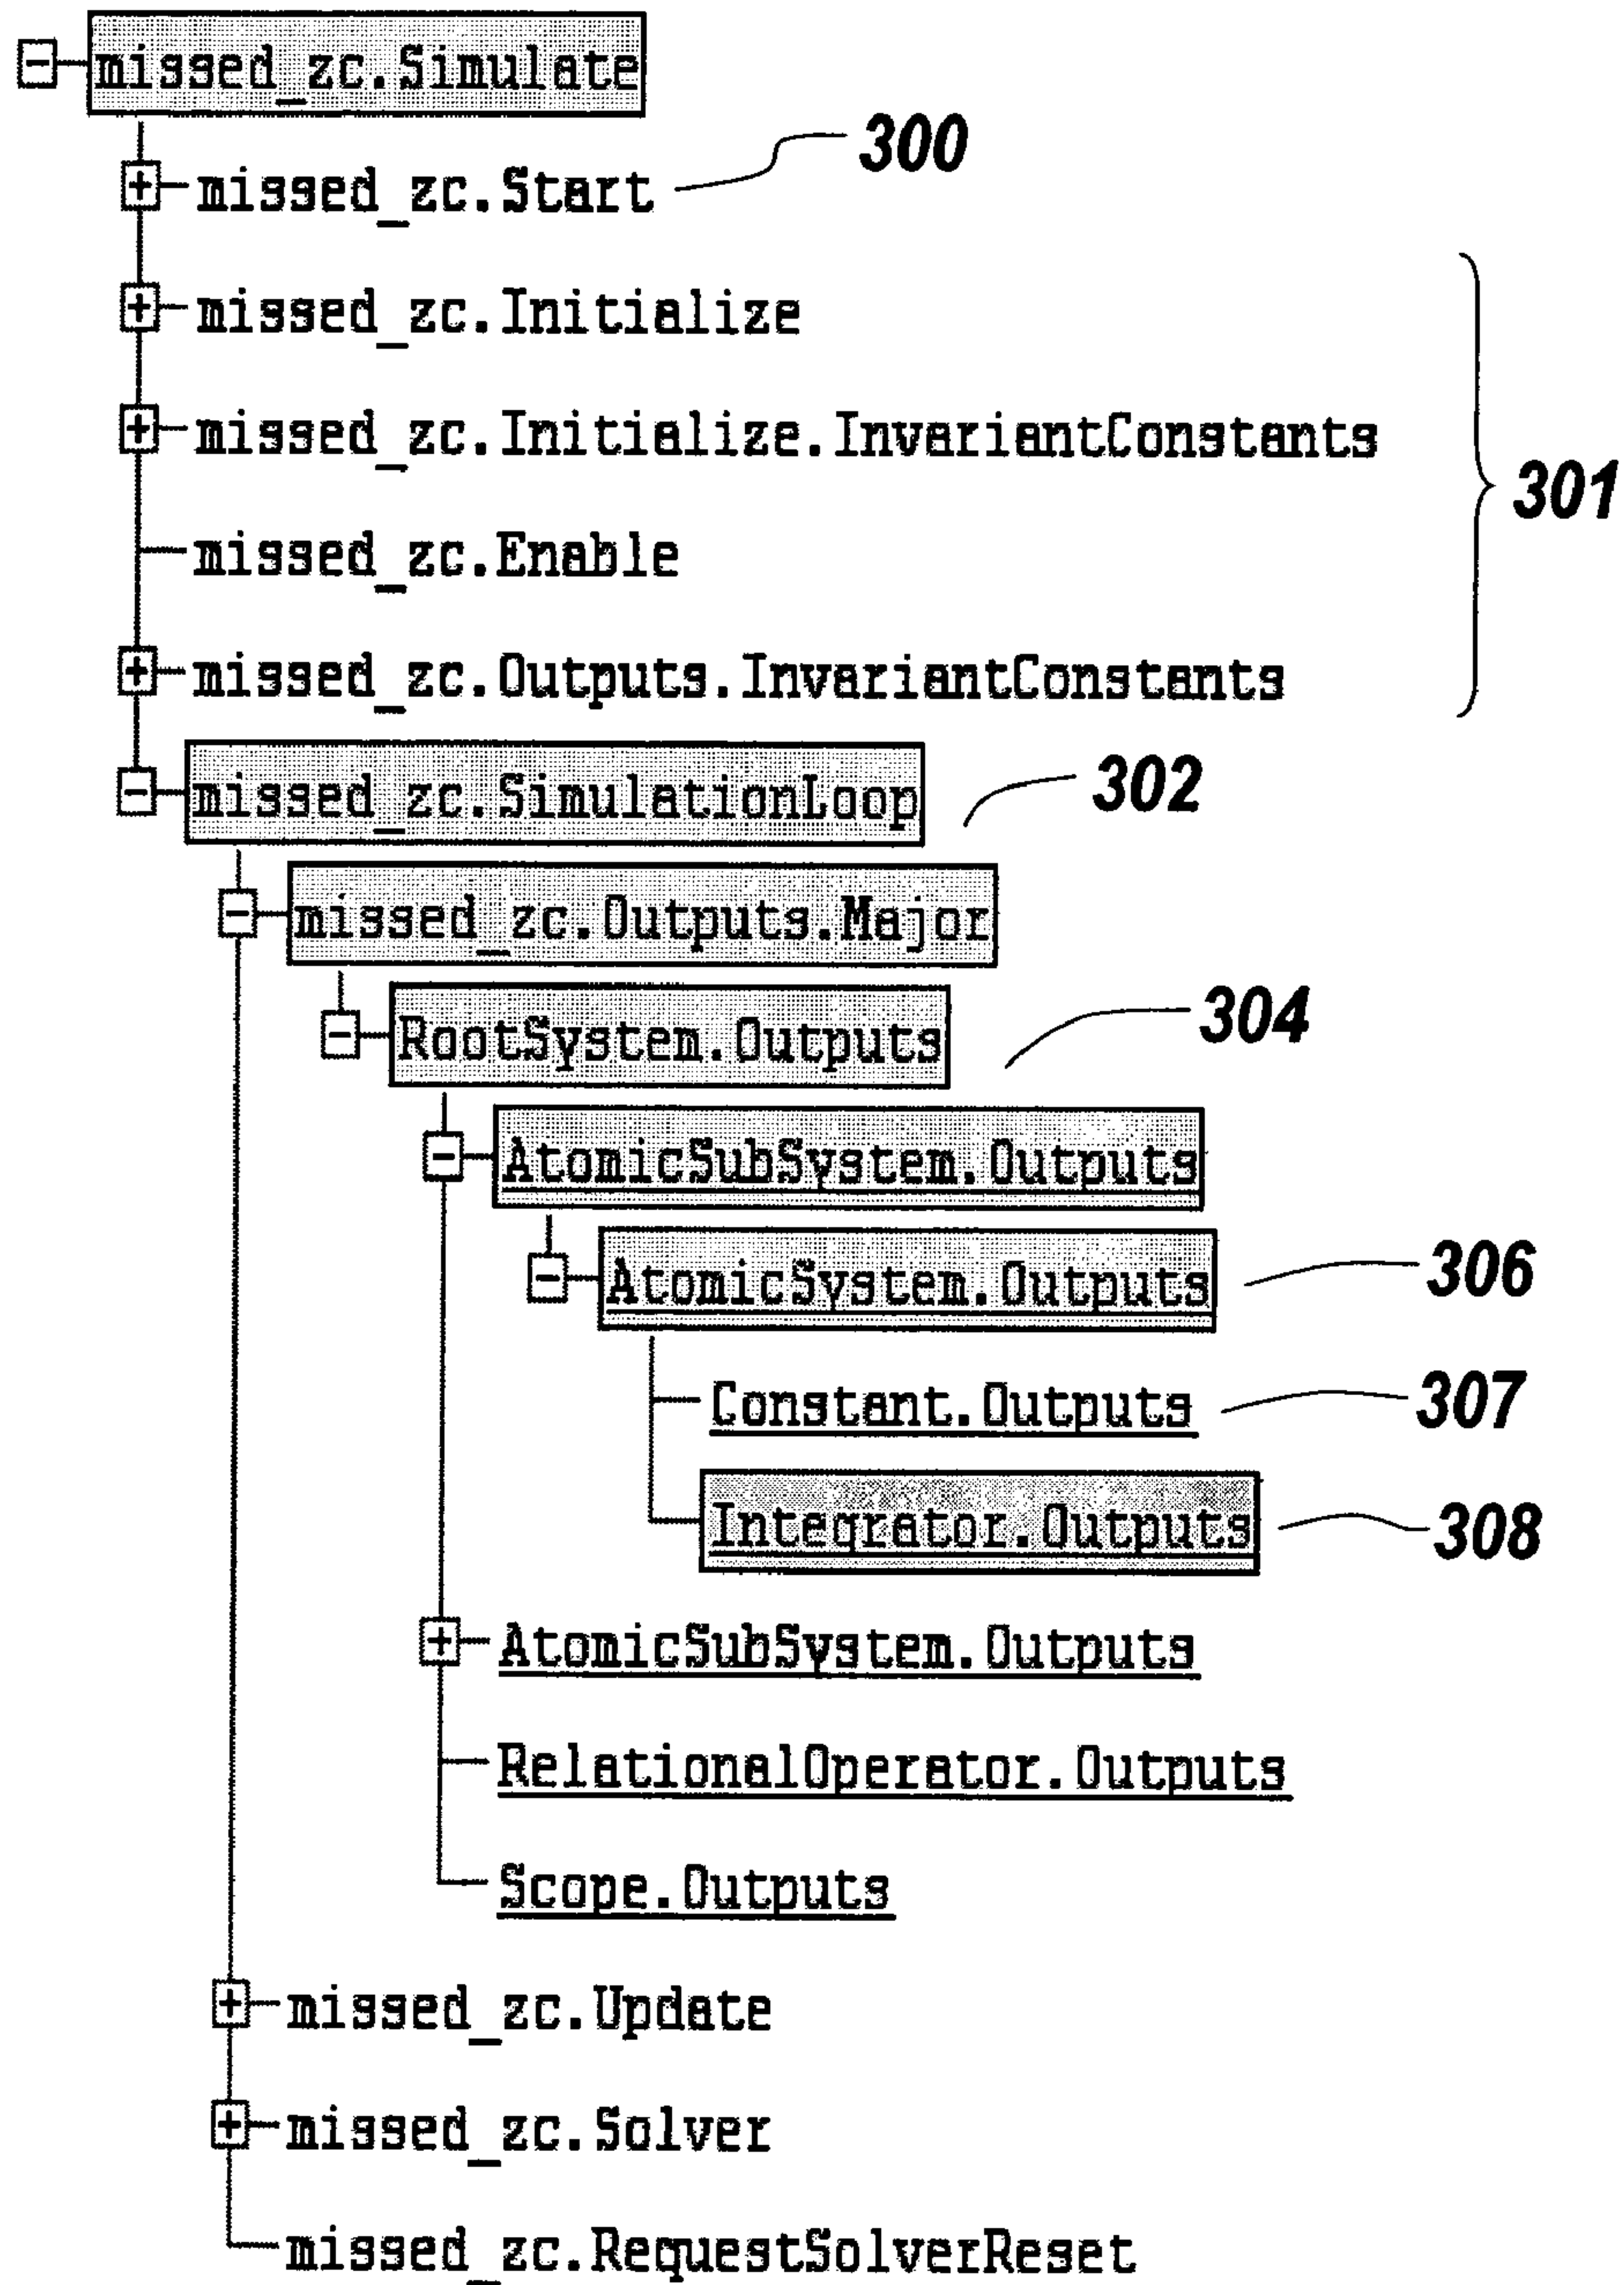 missed_zc.Simulate
missed_zc.Start 300
missed_zc.Initialize
missed_zc.Initialize.InvariantConstants
301
missed_zc.Enable
missed_zc.Outputs.InvariantConstants
missed_zc.SimulationLoop 302
missed_zc.Outputs.Major
RootSystem.Outputs 304
AtomicSubSystem.Outputs
AtomicSystem.Outputs 306
Constant.Outputs 307
Integrator.Outputs 308
AtomicSubSystem.Outputs
RelationalOperator.Outputs
Scope.Outputs
missed_zc.Update
missed_zc.Solver
missed_zc.RequestSolverReset